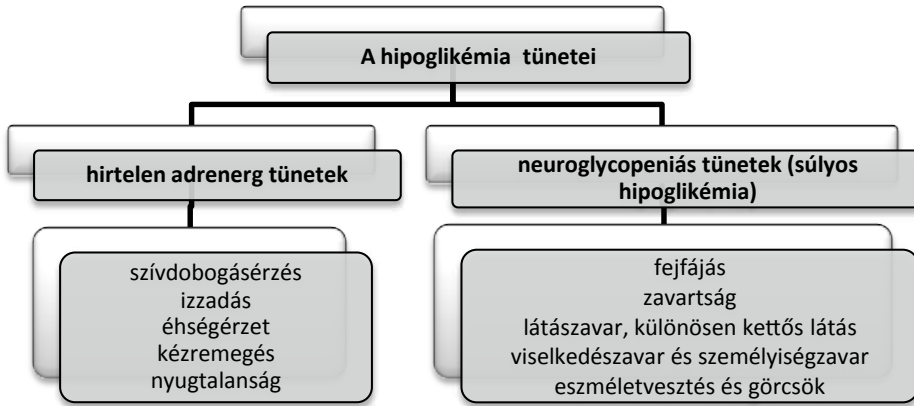 A hipoglikémia tünetei
hirtelen adrenerg tünetek
neuroglycopeniás tünetek (súlyos
hipoglikémia)
szívdobogásérzés
izzadás
éhségérzet
kézremegés
nyugtalanság
fejfájás
zavartság
látászavar, különösen kettős látás
viselkedészavar és személyiségzavar
eszméletvesztés és görcsök